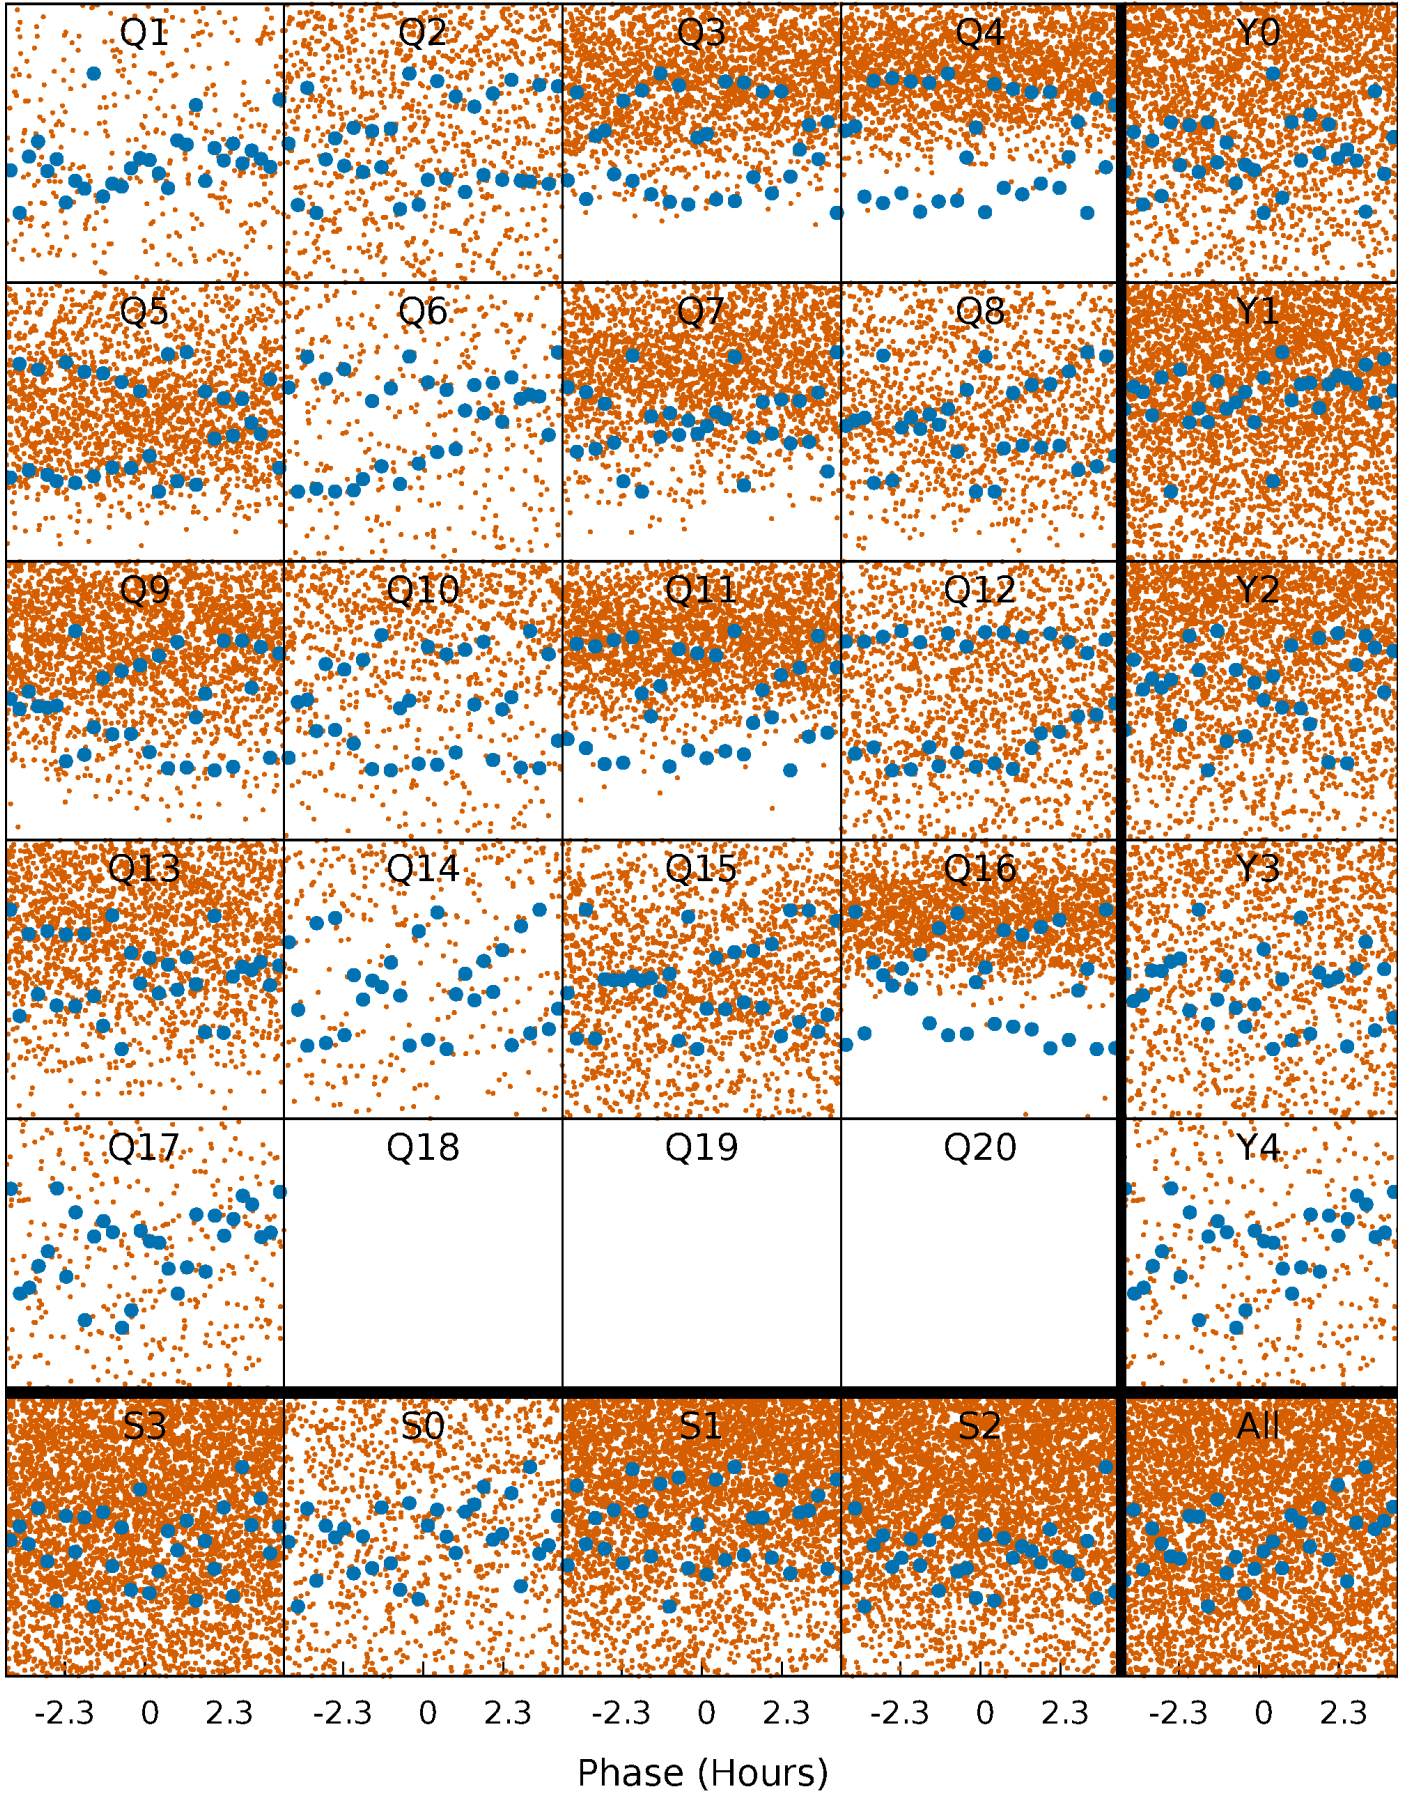 Q1 Q2 Q3 Q4 Y0
Q5 Q6 Q7 Q8 Y1
Q9 Q10 Q11 Q12 Y2
Q13 Q14 Q15 Q16 Y3
Q17 Q18 Q19 Q20 Y4
S3 S0 S1 S2 All
-2.3 0 2.3 -2.3 0 2.3 -2.3 0 2.3 -2.3 0 2.3 -2.3 0 2.3
Phase (Hours)